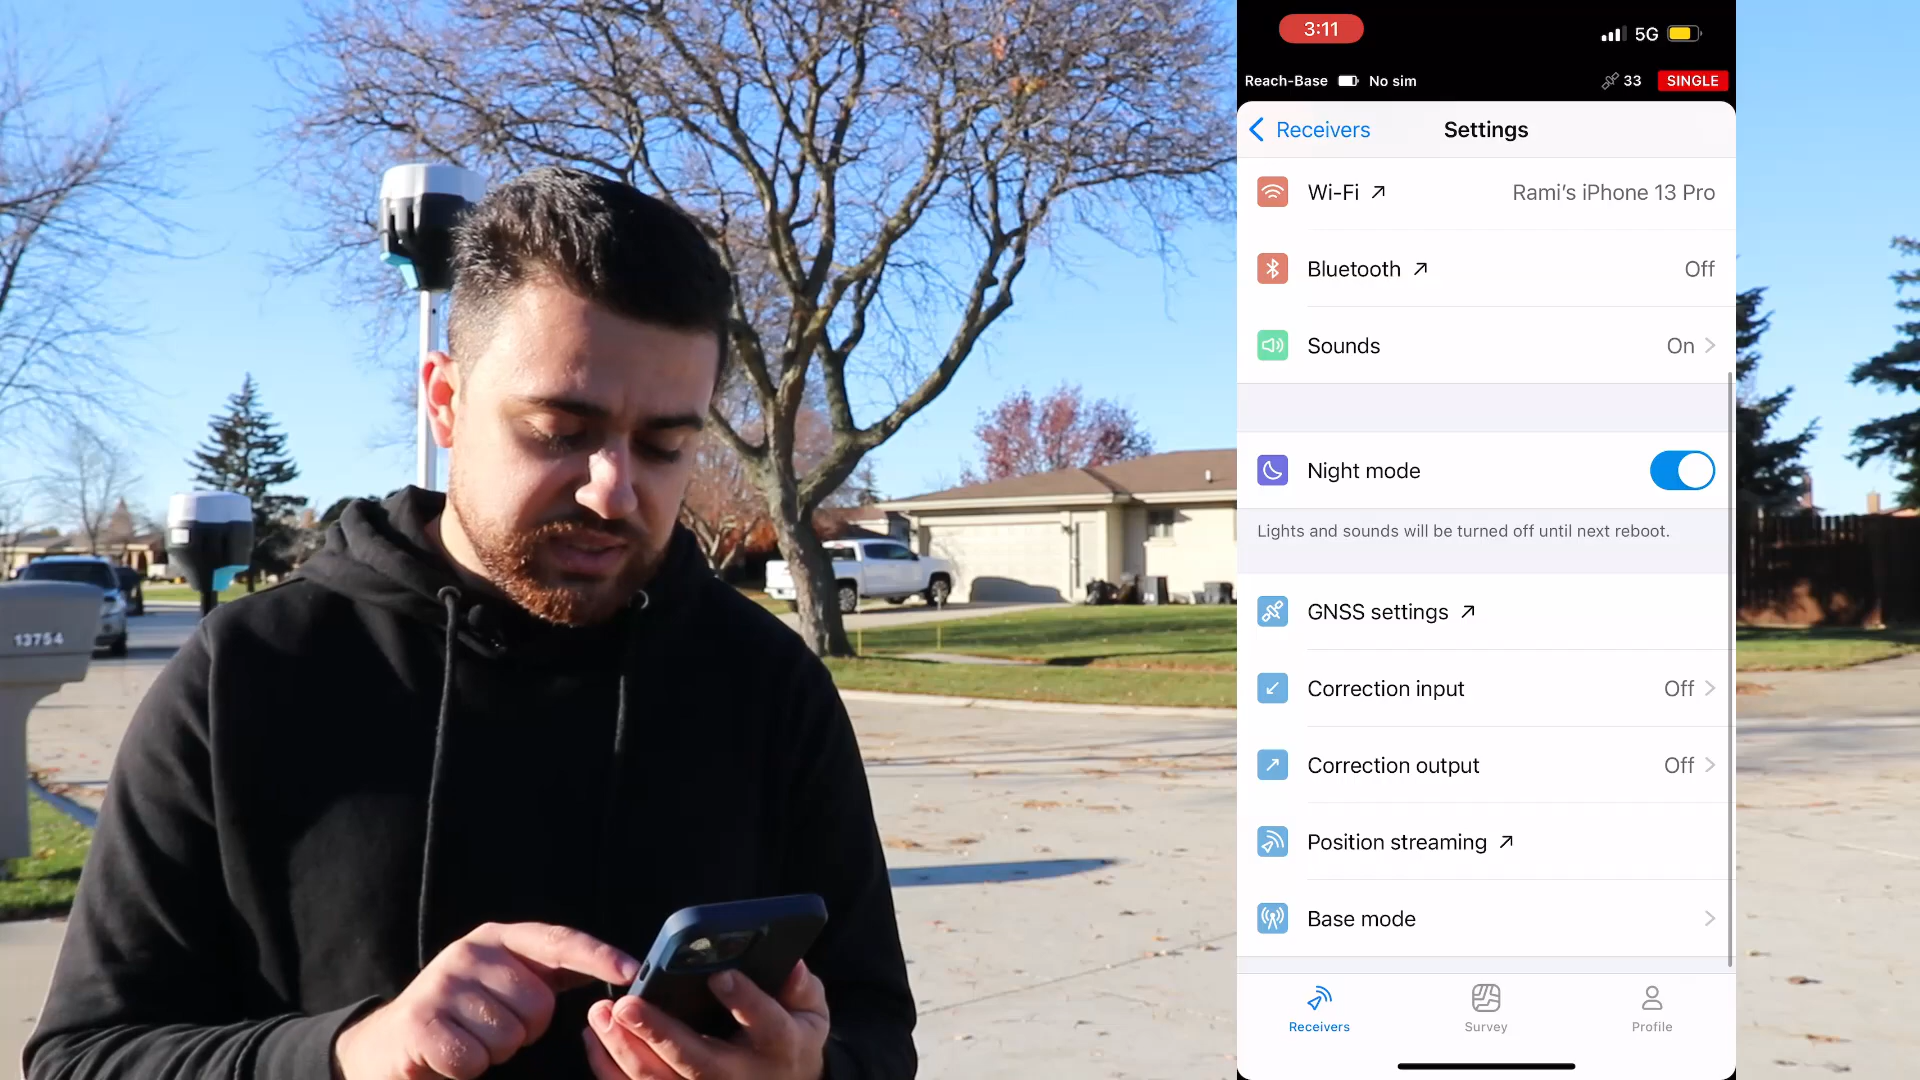 3:11
5G
Reach-Base No sim 33 SINGLE
Receivers Settings
Wi-Fi Rami's iPhone 13 Pro
Bluetooth Off
Sounds On
Night mode
Lights and sounds will be turned off until next reboot.
GNSS settings
Correction input Off
Correction output Off
Position streaming
Base mode
Receivers Survey Profile
13754